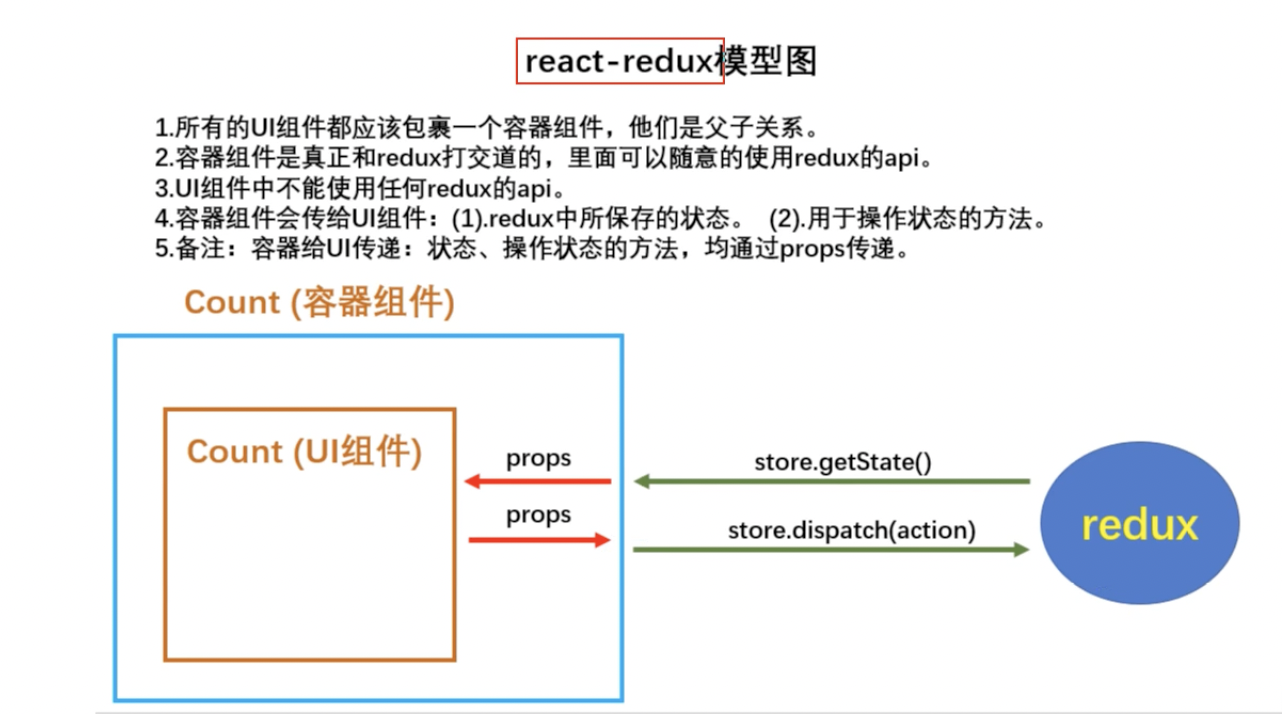 react-redux模型图
1.所有的UI组件都应该包裹一个容器组件，他们是父子关系。
2.容器组件是真正和redux打交道的，里面可以随意的使用redux的api。
3.UI组件中不能使用任何redux的api。
4.容器组件会传给UI组件：(1).redux中所保存的状态。 (2).用于操作状态的方法。
5.备注：容器给UI传递：状态、操作状态的方法，均通过props传递。
Count (容器组件)
Count (UI组件)
props
store.getState()
props
store.dispatch(action)
redux